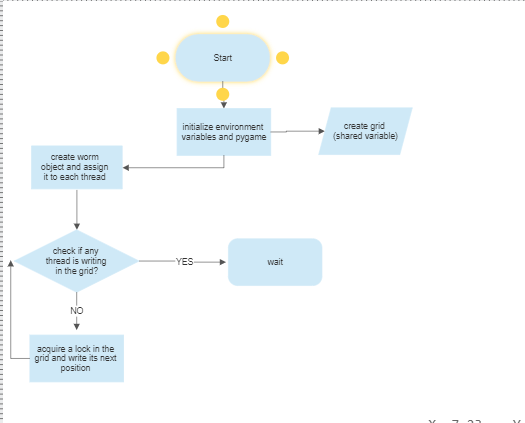 Start
initialize environment
variables and pygame
create grid
(shared variable)
create worm
object and assign
it to each thread
check if any
thread is writing
in the grid?
YES
wait
NO
acquire a lock in the
grid and write its next
position